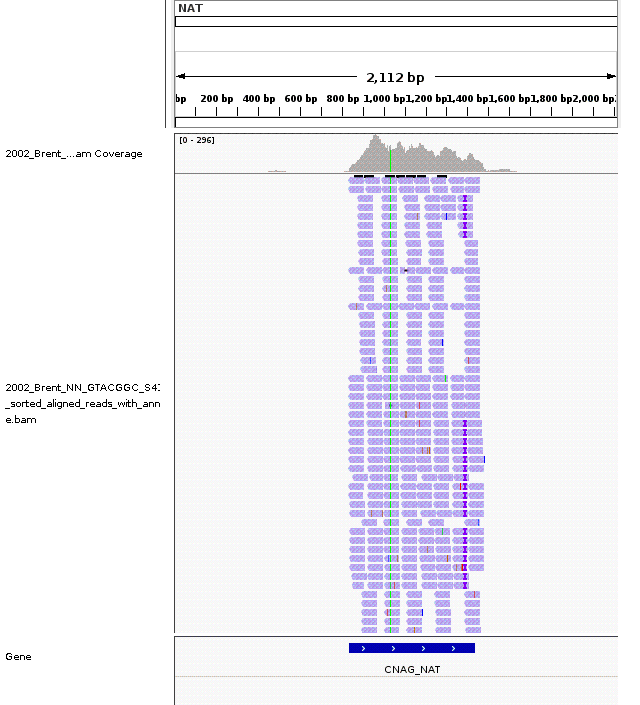 NAT
2,112 bp
bp 200 bp 400 bp 600 bp 800 bp 1,000 bp 1,200 bp 1,400 bp 1,600 bp 1,800 bp 2,000 bp
[0 - 296]
2002_Brent_...am Coverage
2002_Brent_NN_GTACGGC_S4
_sorted_aligned_reads_with_ann
e.bam
Gene
CNAG_NAT